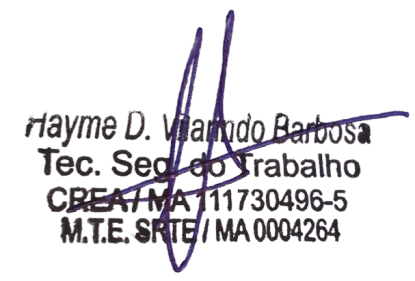 Hayme D. Vilarindo Barbosa
Tec. Seg. do Trabalho
CREA / MA 111730496-5
M.T.E. SRTE / MA 0004264